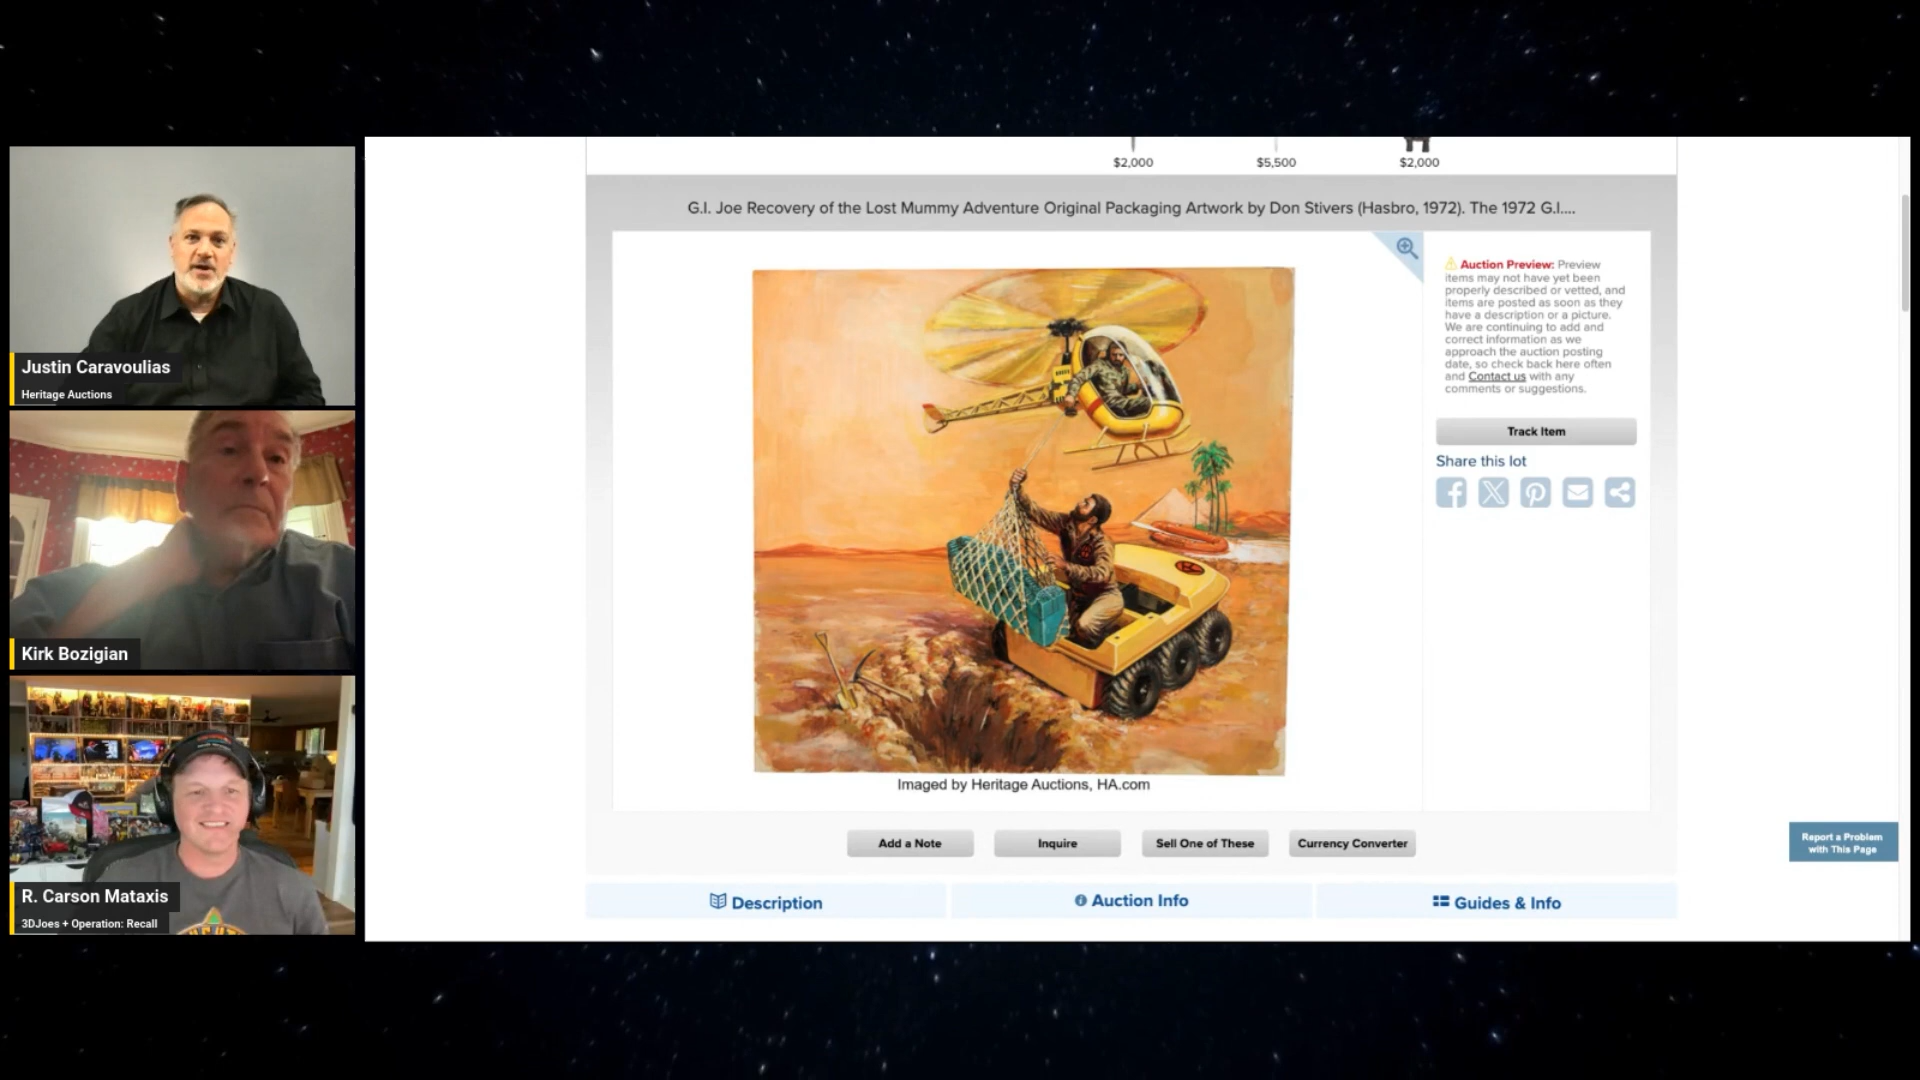 Justin Caravoulias
Heritage Auctions
Kirk Bozigian
R. Carson Mataxis
3DJoes + Operation: Recall
$2,000
$5,500
$2,000
G.I. Joe Recovery of the Lost Mummy Adventure Original Packaging Artwork by Don Stivers (Hasbro, 1972). The 1972 G.I....
Imaged by Heritage Auctions, HA.com
Auction Preview: Preview
items may not have yet been
properly described or vetted, and
items are posted as soon as they
have a description or a picture.
We are continuing to add and
correct information as we
approach the auction posting
date, so check back here often
and Contact us with any
comments or suggestions.
Track Item
Share this lot
Add a Note
Inquire
Sell One of These
Currency Converter
Report a Problem
with This Page
Description
Auction Info
Guides & Info